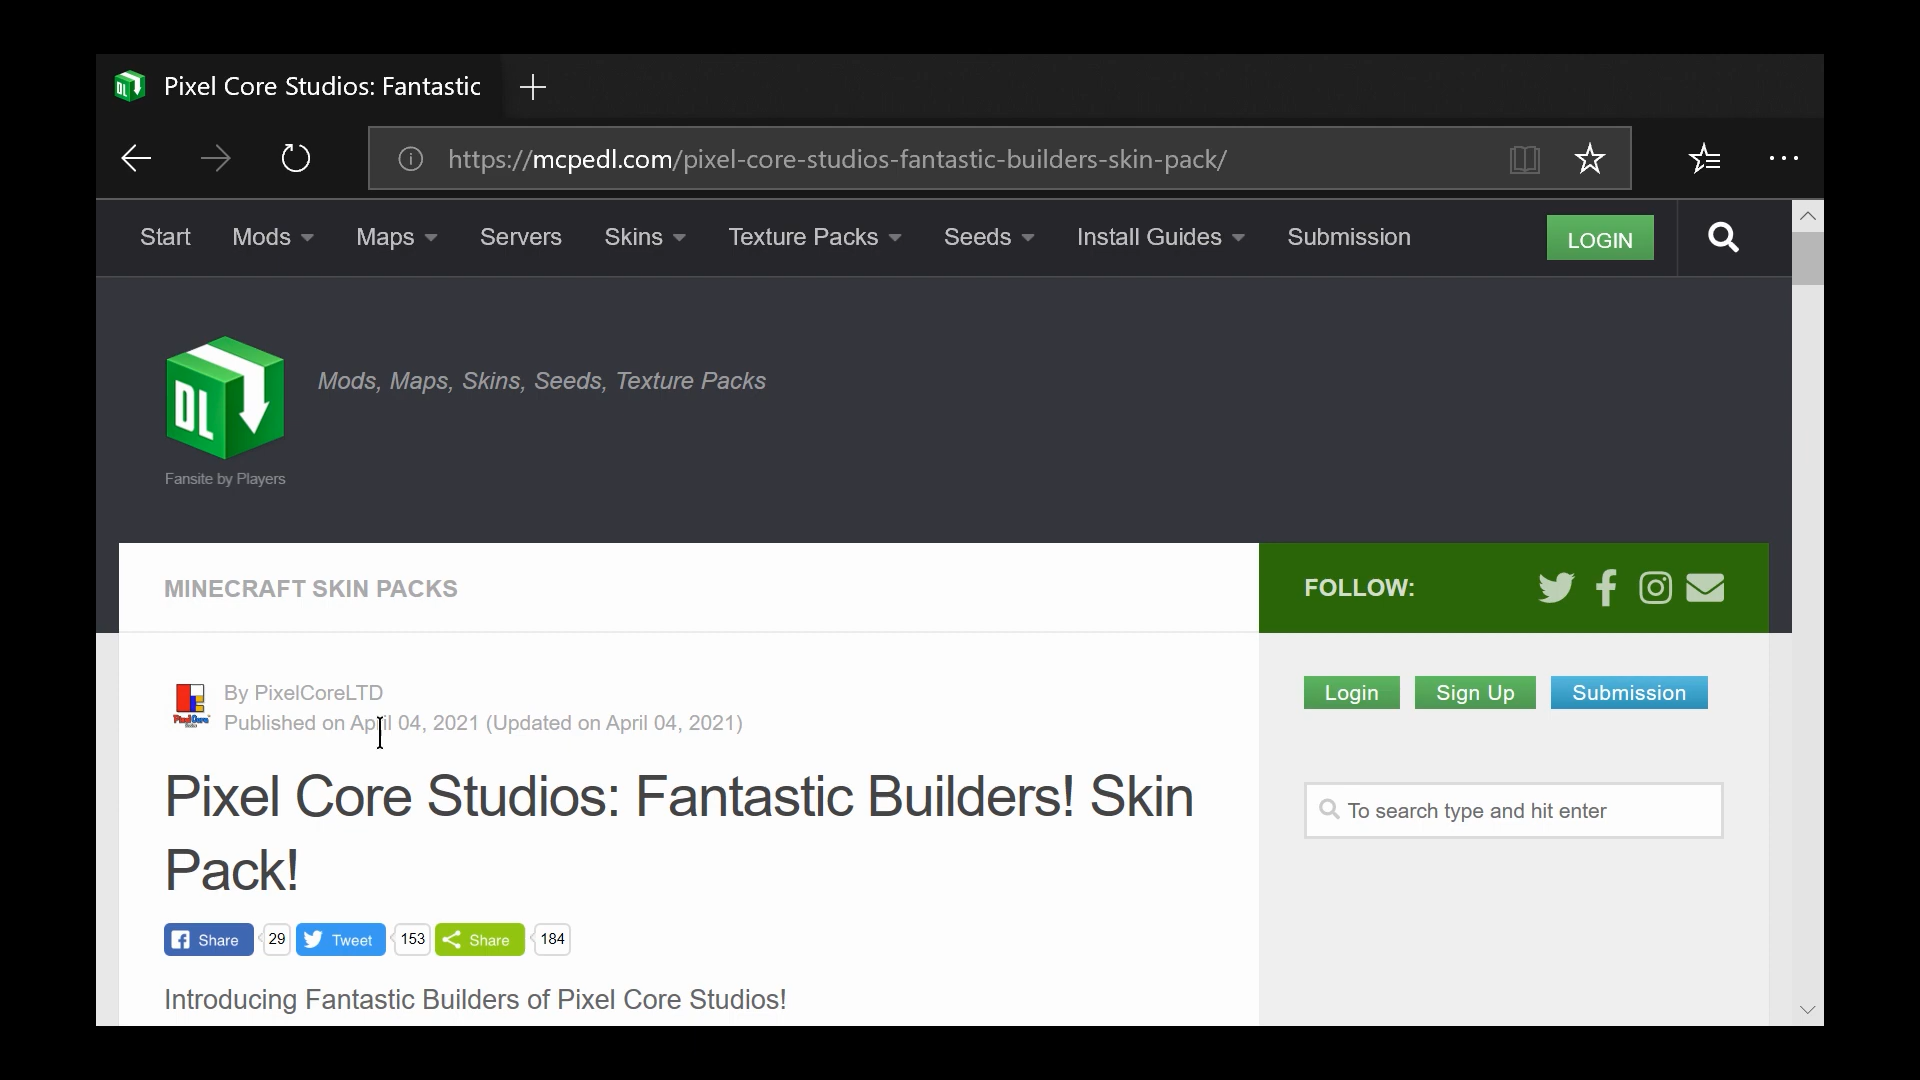 Pixel Core Studios: Fantastic
https://mcpedl.com/pixel-core-studios-fantastic-builders-skin-pack/
Start Mods Maps Servers Skins Texture Packs Seeds Install Guides Submission LOGIN
DL
Mods, Maps, Skins, Seeds, Texture Packs
Fansite by Players
MINECRAFT SKIN PACKS
FOLLOW:
By PixelCoreLTD
Published on April 04, 2021 (Updated on April 04, 2021)
Login Sign Up Submission
Pixel Core Studios: Fantastic Builders! Skin
Pack!
To search type and hit enter
Share 29 Tweet 153 Share 184
Introducing Fantastic Builders of Pixel Core Studios!